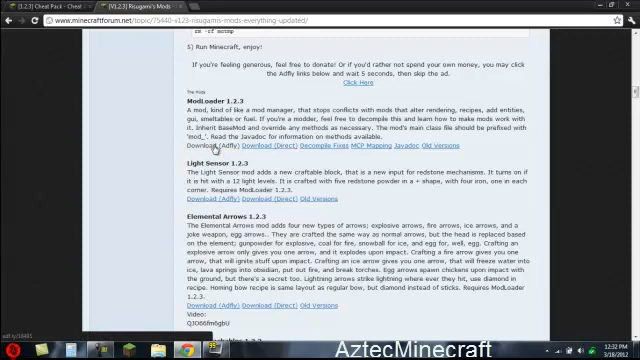 [1.2.3] Cheat Pack - Cheat
[V1.2.3] Risugami's Mods
www.minecraftforum.net/topic/75440-v123-risugamis-mods-everything-updated/
rm -rf mctmp
5) Run Minecraft, enjoy!
If you're feeling generous, feel free to donate! Or if you'd rather not spend your own money, you may click
the Adfly links below and wait 5 seconds, then skip the ad.
Click Here
The Mods
ModLoader 1.2.3
A mod, kind of like a mod manager, that stops conflicts with mods that alter rendering, recipes, add entities,
gui, smeltables or fuel. If you're a modder, feel free to decompile this and learn how to make mods work with
it. Inherit BaseMod and override any methods as necessary. The mod's main class file should be prefixed with
'mod_'. Read the Javadoc for information on methods available.
Download (Adfly) Download (Direct) Decompile Fixes MCP Mapping Javadoc Old Versions
Light Sensor 1.2.3
The Light Sensor mod adds a new craftable block, that is a new input for redstone mechanisms. It turns on if
it is hit with a 12 light levels. It is crafted with five redstone powder in a + shape, with four iron, one in each
corner. Requires ModLoader 1.2.3
Download (Adfly) Download (Direct) Old Versions
Elemental Arrows 1.2.3
The Elemental Arrows mod adds four new types of arrows; explosive arrows, fire arrows, ice arrows, and a
joke weapon, egg arrows.. They are crafted the same way as normal arrows, but the head is replaced based
on the element; gunpowder for explosive, coal for fire, snowball for ice, and egg for, well, egg. Crafting an
explosive arrow only gives you one arrow, and it explodes upon impact. Crafting a fire arrow gives you one
arrow, that will ignite stuff upon impact. Crafting an ice arrow gives you one arrow, that will freeze water into
ice, lava springs into obsidian, put out fire, and break torches. Egg arrows spawn chickens upon impact with
the ground, but there's a secret too. Lightning arrows strike lightning where ever they hit, use diamond in
recipe. Homing bow recipe is same layout as regular bow, but diamond instead of sticks. Requires ModLoader
1.2.3.
Download (Adfly) Download (Direct) Old Versions
Video:
QJO66fm6gbU
1.2.3
adf.ly/18491
AztecMinecraft
12:32 PM
3/18/2012